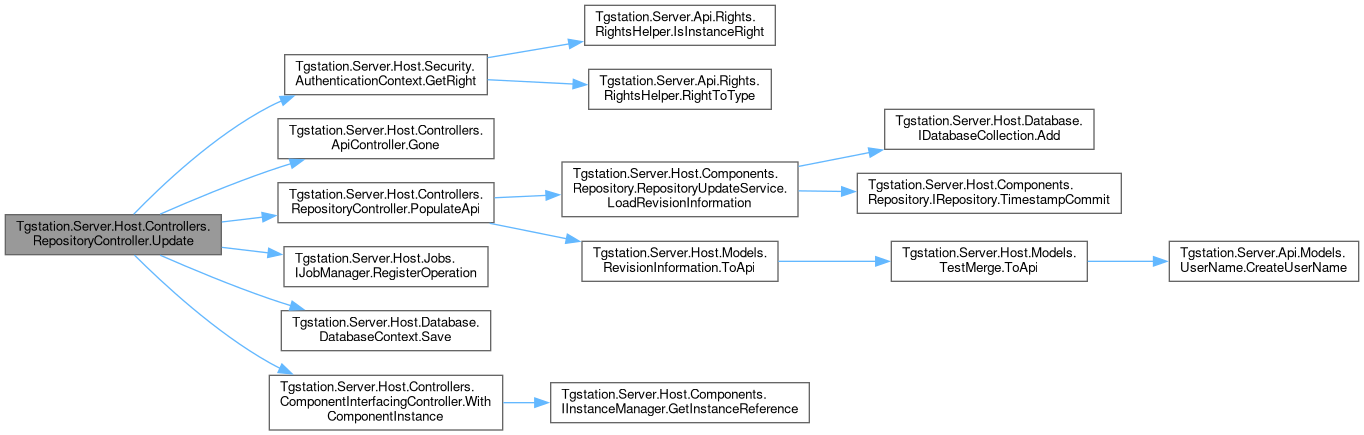 Tgstation.Server.Host.Controllers.
RepositoryController.Update
Tgstation.Server.Host.Security.
AuthenticationContext.GetRight
Tgstation.Server.Api.Rights.
RightsHelper.IsInstanceRight
Tgstation.Server.Api.Rights.
RightsHelper.RightToType
Tgstation.Server.Host.Controllers.
ApiController.Gone
Tgstation.Server.Host.Controllers.
RepositoryController.PopulateApi
Tgstation.Server.Host.Components.
Repository.RepositoryUpdateService.
LoadRevisionInformation
Tgstation.Server.Host.Database.
IDatabaseCollection.Add
Tgstation.Server.Host.Components.
Repository.IRepository.TimestampCommit
Tgstation.Server.Host.Models.
RevisionInformation.ToApi
Tgstation.Server.Host.Models.
TestMerge.ToApi
Tgstation.Server.Api.Models.
UserName.CreateUserName
Tgstation.Server.Host.Jobs.
IJobManager.RegisterOperation
Tgstation.Server.Host.Database.
DatabaseContext.Save
Tgstation.Server.Host.Controllers.
ComponentInterfacingController.With
ComponentInstance
Tgstation.Server.Host.Components.
IInstanceManager.GetInstanceReference